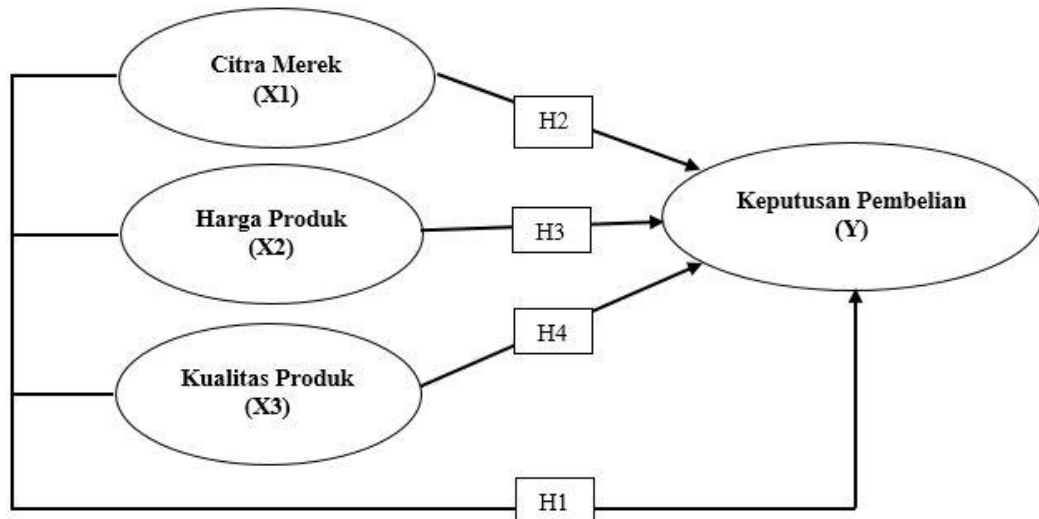 Citra Merek
(X1)
H2
Harga Produk
(X2)
H3
Keputusan Pembelian
(Y)
Kualitas Produk
(X3)
H4
H1